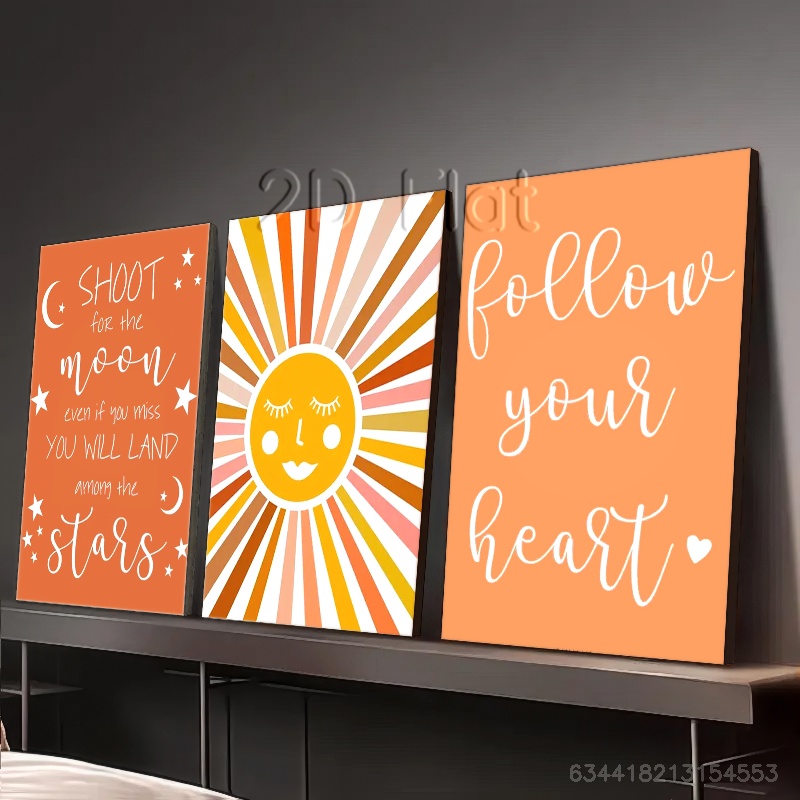 2D Flat
SHOOT
for the
moon
even if you miss
YOU WILL LAND
among the
stars
follow
your
heart
634418213154553